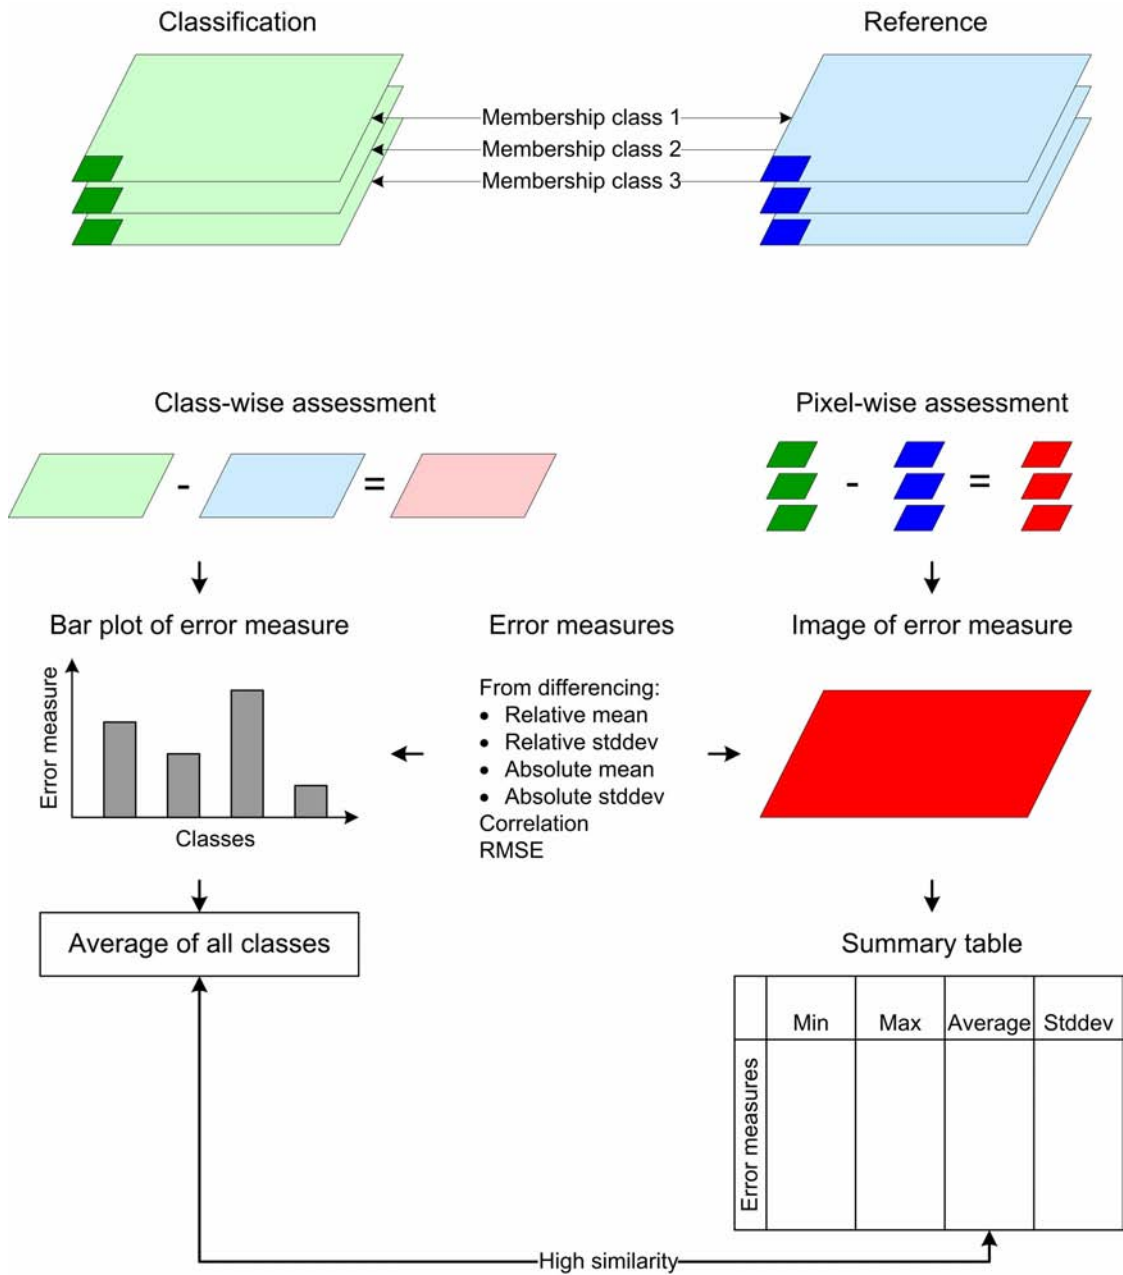 Classification
Reference
Membership class 1
Membership class 2
Membership class 3
Class-wise assessment
Pixel-wise assessment
- =
- =
Bar plot of error measure
Error measures
Image of error measure
Error measure
Classes
From differencing:
• Relative mean
• Relative stddev
• Absolute mean
• Absolute stddev
Correlation
RMSE
Average of all classes
Summary table
Min Max Average Stddev
Error measures
High similarity